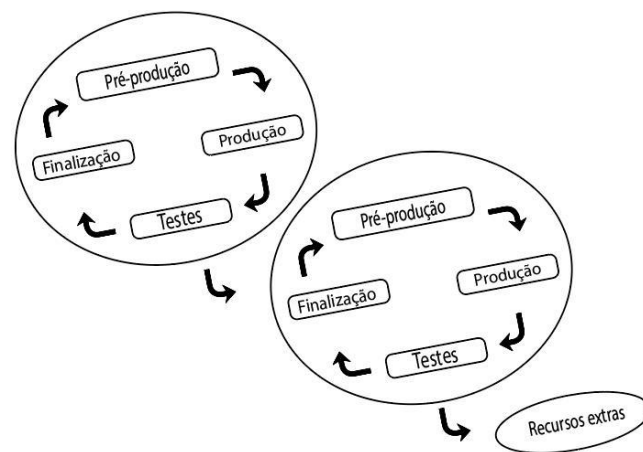 Pré-produção
Produção
Finalização
Testes
Pré-produção
Produção
Finalização
Testes
Recursos extras